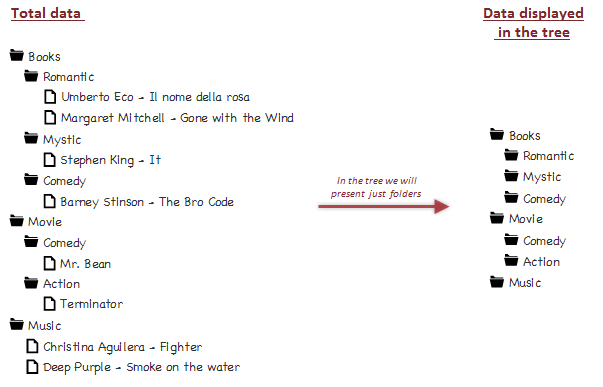 Total data
Books
Romantic
Umberto Eco - Il nome della rosa
Margaret Mitchell - Gone with the Wind
Mystic
Stephen King - It
Comedy
Barney Stinson - The Bro Code
Movie
Comedy
Mr. Bean
Action
Terminator
Music
Christina Aguilera - Fighter
Deep Purple - Smoke on the water
In the tree we will
present just folders
Data displayed
in the tree
Books
Romantic
Mystic
Comedy
Movie
Comedy
Action
Music